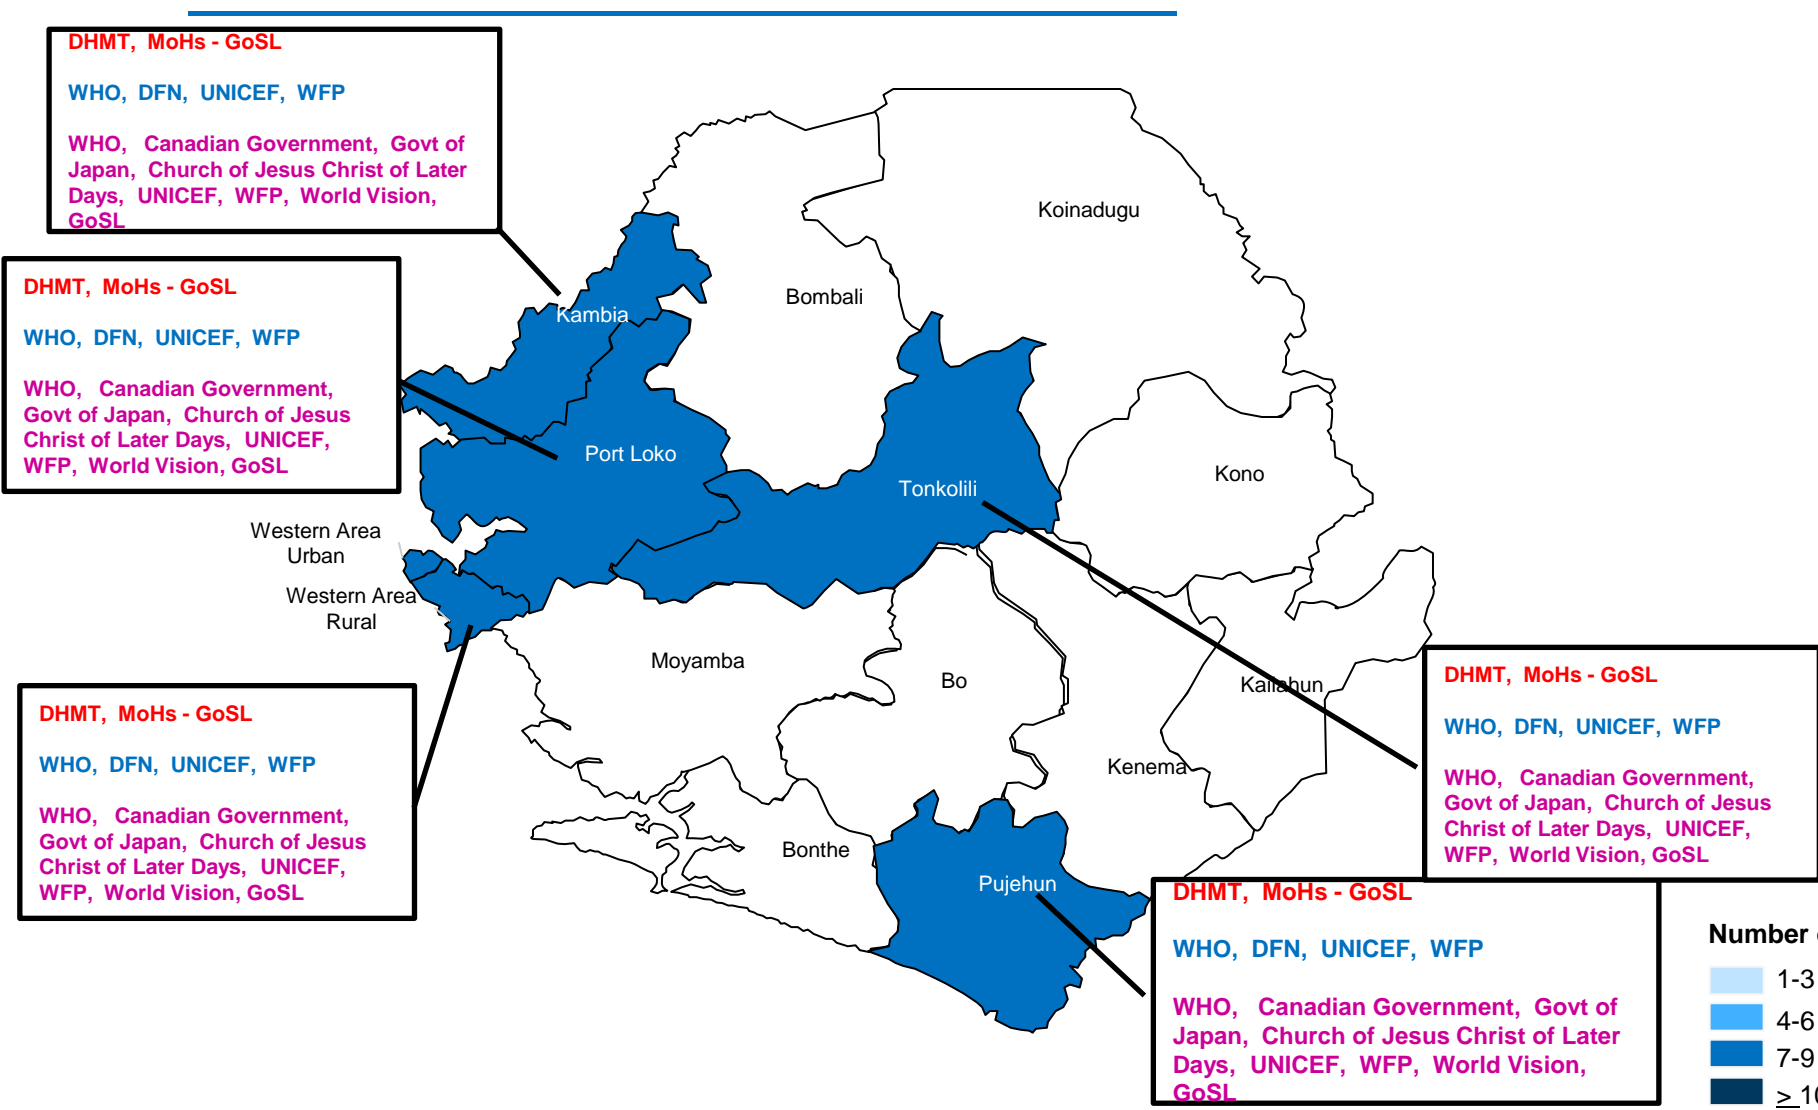 DHMT, MoHs - GoSL
WHO, DFN, UNICEF, WFP
WHO, Canadian Government, Govt of
Japan, Church of Jesus Christ of Later
Days, UNICEF, WFP, World Vision,
GoSL
DHMT, MoHs - GoSL
WHO, DFN, UNICEF, WFP
WHO, Canadian Government,
Govt of Japan, Church of Jesus
Christ of Later Days, UNICEF,
WFP, World Vision, GoSL
Koinadugu
Bombali
Kambia
Port Loko
Tonkolili
Kono
Western Area
Urban
Western Area
Rural
Moyamba
Bo
Kailahun
Kenema
Bonthe
Pujehun
DHMT, MoHs - GoSL
WHO, DFN, UNICEF, WFP
WHO, Canadian Government,
Govt of Japan, Church of Jesus
Christ of Later Days, UNICEF,
WFP, World Vision, GoSL
DHMT, MoHs - GoSL
WHO, DFN, UNICEF, WFP
WHO, Canadian Government,
Govt of Japan, Church of Jesus
Christ of Later Days, UNICEF,
WFP, World Vision, GoSL
DHMT, MoHs - GoSL
WHO, DFN, UNICEF, WFP
WHO, Canadian Government, Govt of
Japan, Church of Jesus Christ of Later
Days, UNICEF, WFP, World Vision,
GoSL
Number
1-3
4-6
7-9
≥ 10